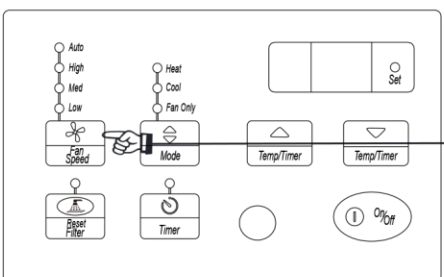 Auto
High
Med
Low
Heat
Cool
Fan Only
Set
Fan
Speed
Mode
Temp/Timer
Temp/Timer
Reset
Filter
Timer
On/Off